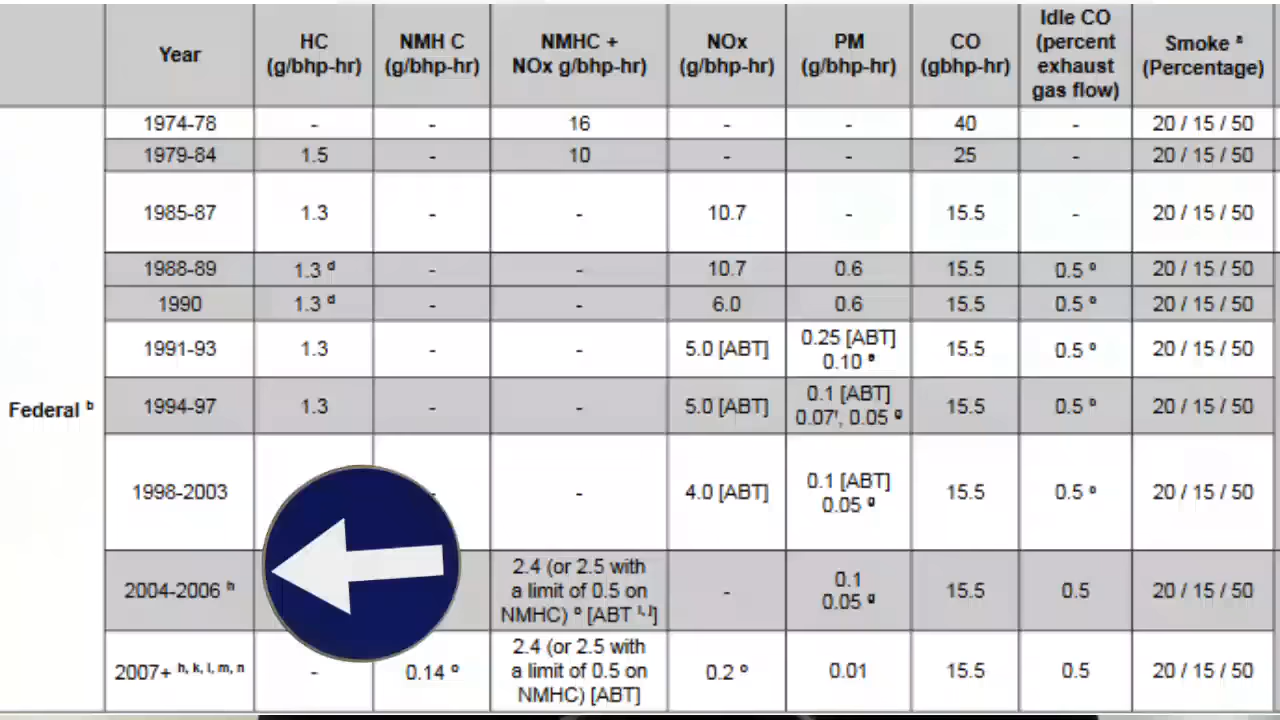 Year HC (g/bhp-hr) NMH C (g/bhp-hr) NMHC + NOx g/bhp-hr) NOx (g/bhp-hr) PM (g/bhp-hr) CO (gbhp-hr) Idle CO (percent exhaust gas flow) Smoke ª (Percentage)
Federal ᵇ
1974-78 - - 16 - - 40 - 20 / 15 / 50
1979-84 1.5 - 10 - - 25 - 20 / 15 / 50
1985-87 1.3 - - 10.7 - 15.5 - 20 / 15 / 50
1988-89 1.3 ᵈ - - 10.7 0.6 15.5 0.5 º 20 / 15 / 50
1990 1.3 ᵈ - - 6.0 0.6 15.5 0.5 º 20 / 15 / 50
1991-93 1.3 - - 5.0 [ABT] 0.25 [ABT] 0.10 ᵉ 15.5 0.5 º 20 / 15 / 50
1994-97 1.3 - - 5.0 [ABT] 0.1 [ABT] 0.07ᶠ, 0.05 ᵍ 15.5 0.5 º 20 / 15 / 50
1998-2003 - - 4.0 [ABT] 0.1 [ABT] 0.05 ᵍ 15.5 0.5 º 20 / 15 / 50
2004-2006 ʰ 2.4 (or 2.5 with a limit of 0.5 on NMHC) º [ABT ⁱ,ʲ] - 0.1 0.05 ᵍ 15.5 0.5 20 / 15 / 50
2007+ ʰ, ᵏ, ˡ, ᵐ, ⁿ - 0.14 º 2.4 (or 2.5 with a limit of 0.5 on NMHC) [ABT] 0.2 º 0.01 15.5 0.5 20 / 15 / 50